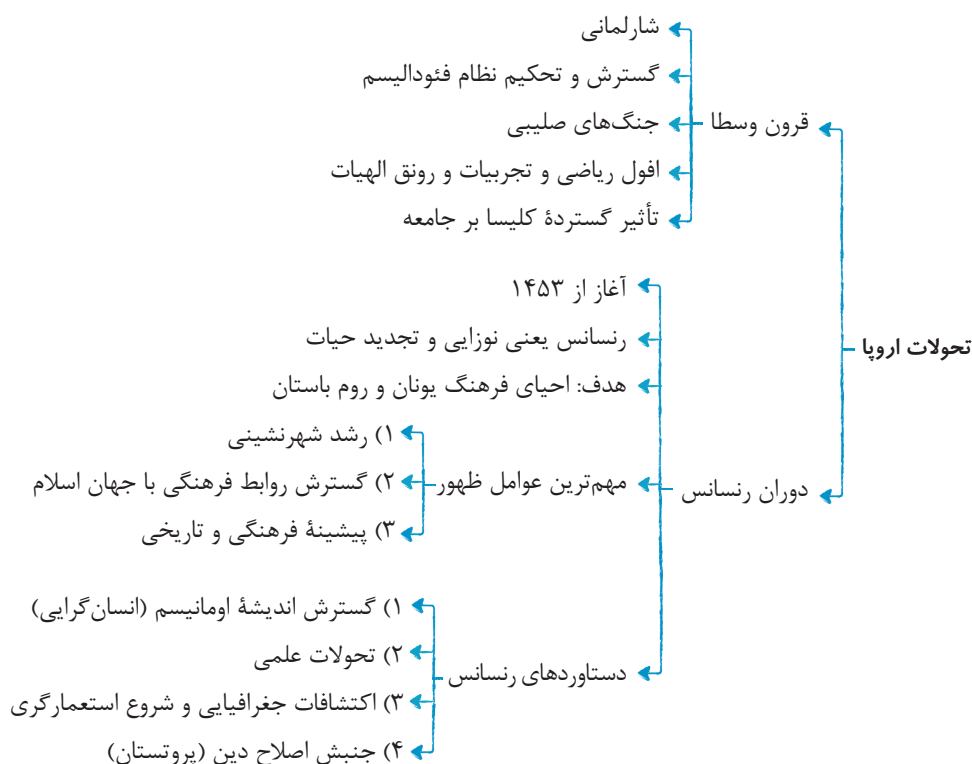 تحولات اروپا
قرون وسطا
شارلمانی
گسترش و تحکیم نظام فئودالیسم
جنگ‌های صلیبی
افول ریاضی و تجربیات و رونق الهیات
تأثیر گستردهٔ کلیسا بر جامعه
دوران رنسانس
آغاز از ۱۴۵۳
رنسانس یعنی نوزایی و تجدید حیات
هدف: احیای فرهنگ یونان و روم باستان
مهم‌ترین عوامل ظهور
۱) رشد شهرنشینی
۲) گسترش روابط فرهنگی با جهان اسلام
۳) پیشینهٔ فرهنگی و تاریخی
دستاوردهای رنسانس
۱) گسترش اندیشهٔ اومانیسم (انسان‌گرایی)
۲) تحولات علمی
۳) اکتشافات جغرافیایی و شروع استعمارگری
۴) جنبش اصلاح دین (پروتستان)